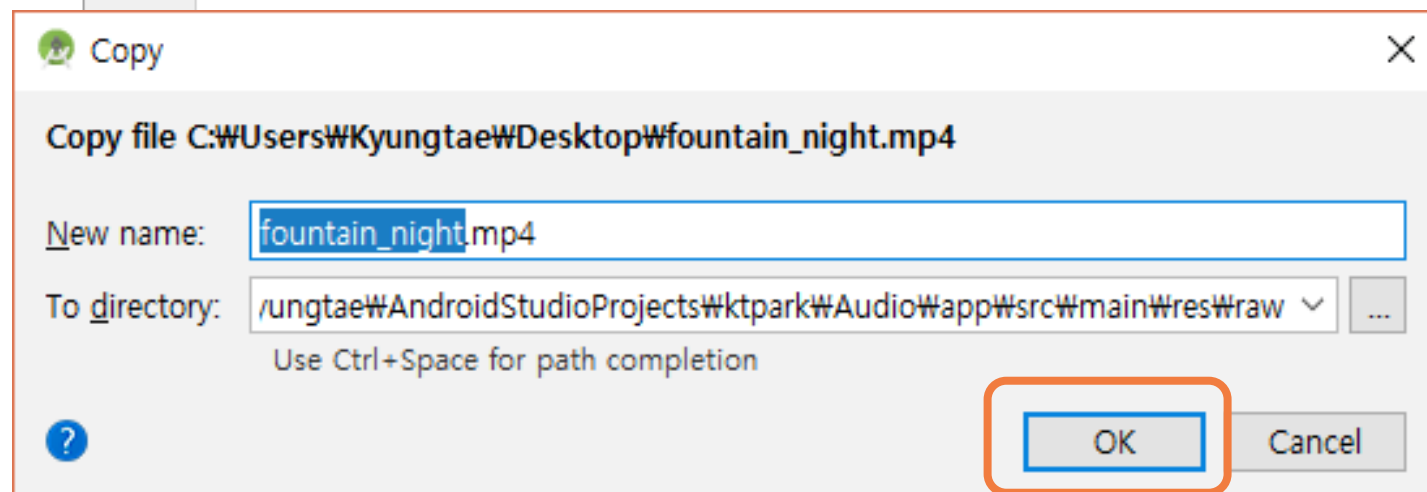 Copy
Copy file C:₩Users₩Kyungtae₩Desktop₩fountain_night.mp4
New name: fountain_night.mp4
To directory: yungtae₩AndroidStudioProjects₩ktpark₩Audio₩app₩src₩main₩res₩raw ...
Use Ctrl+Space for path completion
? OK Cancel